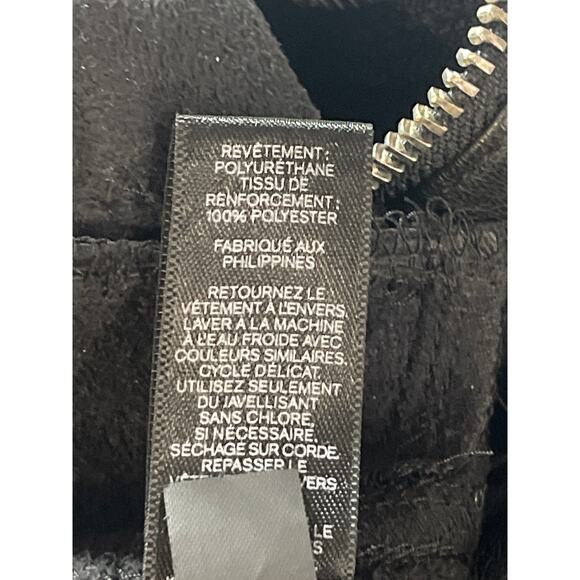 REVÊTEMENT:
POLYURÉTHANE
TISSU DE
RENFORCEMENT:
100% POLYESTER
FABRIQUÉ AUX
PHILIPPINES
RETOURNEZ LE
VÊTEMENT À L'ENVERS.
LAVER À LA MACHINE
À L'EAU FROIDE AVEC
COULEURS SIMILAIRES.
CYCLE DÉLICAT.
UTILISEZ SEULEMENT
DU JAVELLISANT
SANS CHLORE,
SI NÉCESSAIRE.
SÉCHAGE SUR CORDE.
REPASSER LE
LE